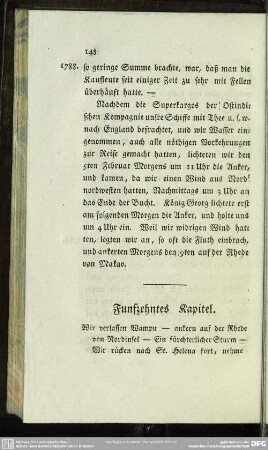 148
1788. so geringe Summe brachte, war, daß man die
Kaufleute seit einiger Zeit zu sehr mit Fellen
überhäuft hatte. —
Nachdem die Superkargos der Ostindi-
schen Kompagnie unsre Schiffe mit Thee u. s. w.
nach England befrachtet, und wir Wasser ein-
genommen, auch alle nöthigen Vorkehrungen
zur Reise gemacht hatten, lichteten wir den
5ten Februar Morgens um 11 Uhr die Anker,
und kamen, da wir einen Wind aus Nord-
nordwesten hatten, Nachmittags um 3 Uhr an
das Ende der Bucht. König Georg lichtete erst
am folgenden Morgen die Anker, und holte uns
um 4 Uhr ein. Weil wir widrigen Wind hat-
ten, legten wir an, so oft die Fluth einbrach,
und ankerten Morgens den 9ten auf der Rhede
von Makao.
Funfzehntes Kapitel.
Wir verlassen Wampu — ankern auf der Rhede
von Nordinsel — Ein fürchterlicher Sturm —
Wir rücken nach St. Helena fort, nehme